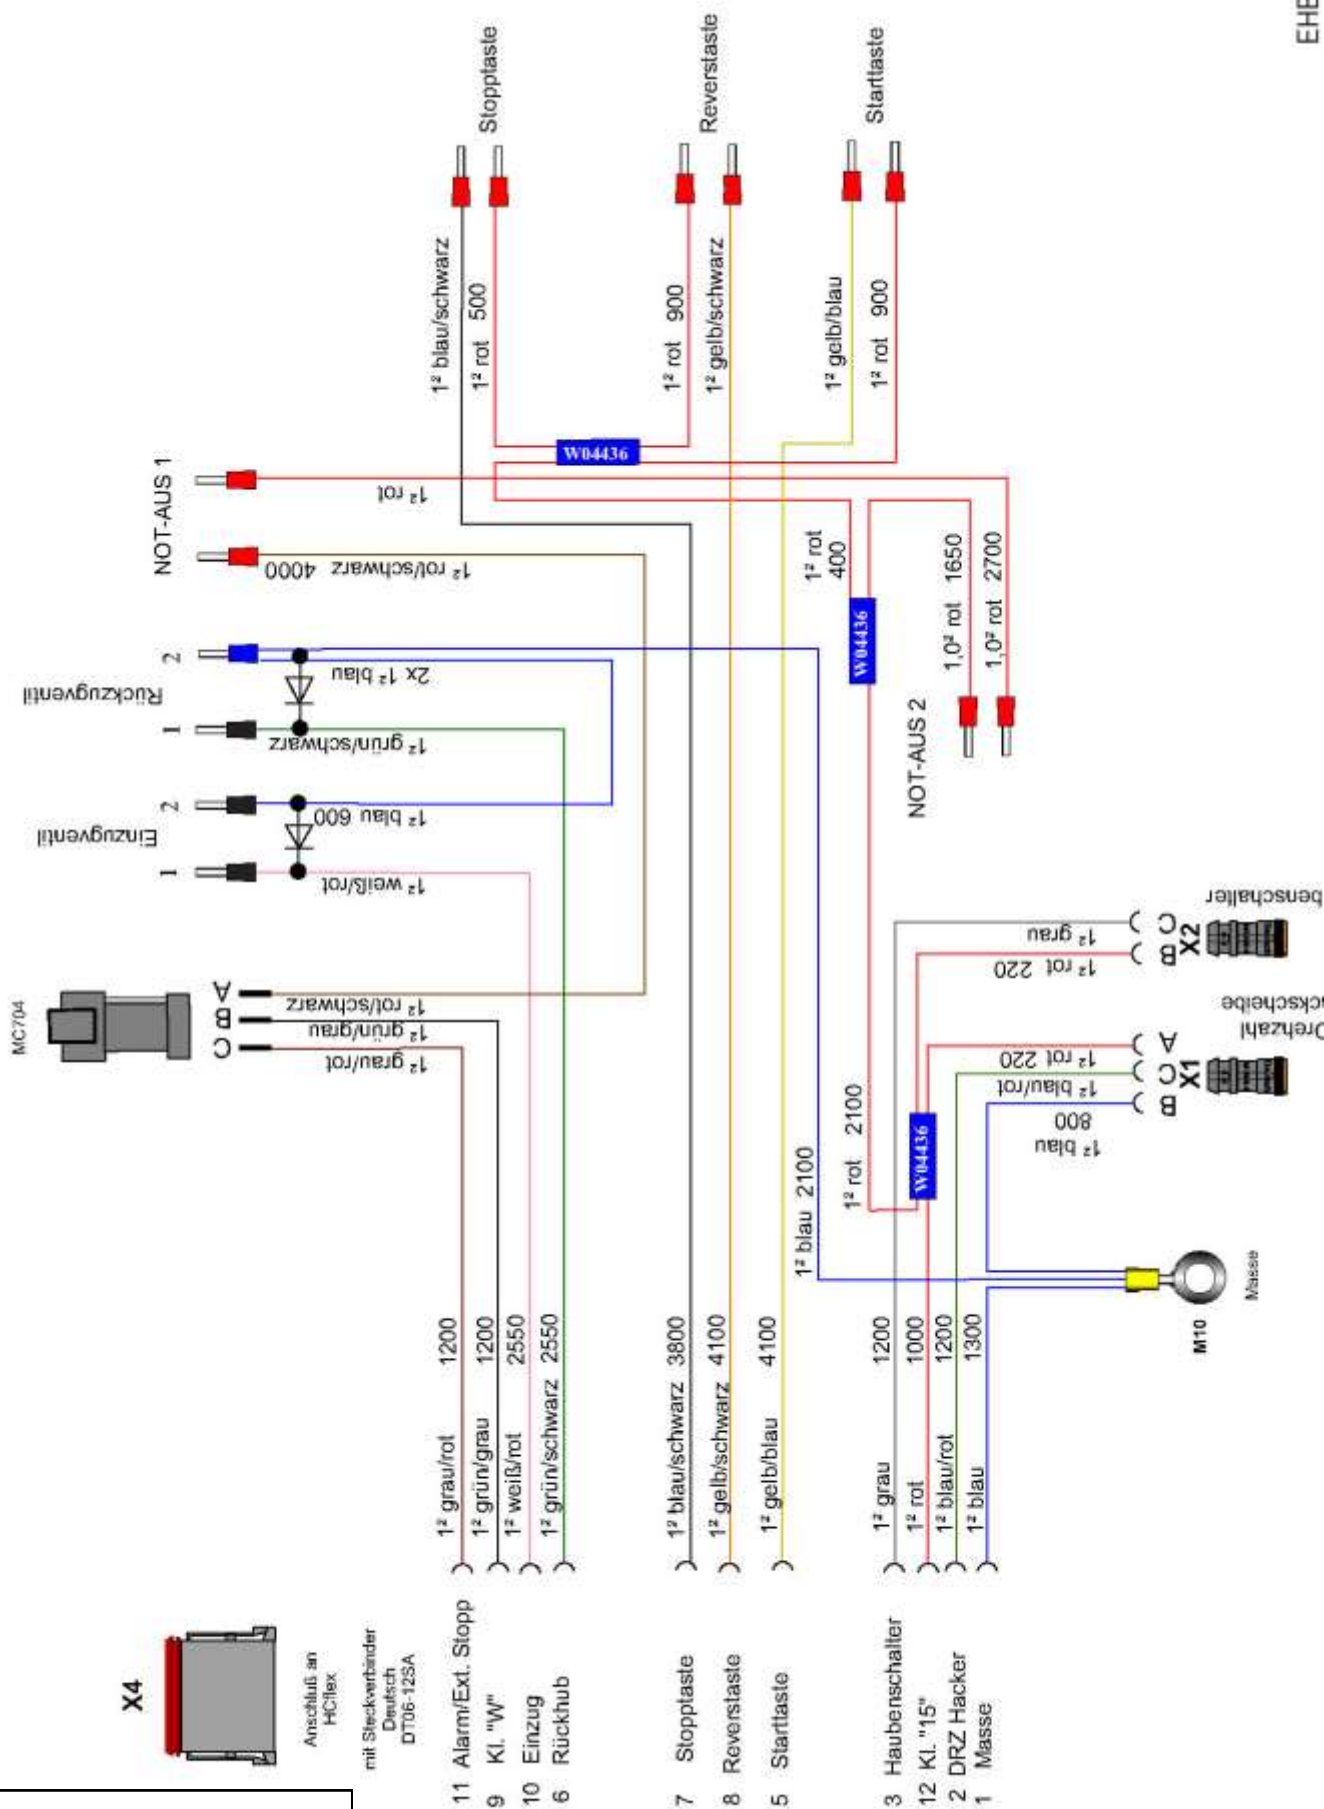 EHE
X4
Anschluß an
HCflex
mit Steckverbinder
Deutsch
DT06-12SA
11 Alarm/Ext. Stopp
9 Kl. "W"
10 Einzug
6 Rückhub
7 Stopptaste
8 Reverstaste
5 Starttaste
3 Haubenschalter
12 Kl. "15"
2 DRZ Hacker
1 Masse
1² grau/rot 1200
1² grün/grau 1200
1² weiß/rot 2550
1² grün/schwarz 2550
1² blau/schwarz 3800
1² gelb/schwarz 4100
1² gelb/blau 4100
1² grau 1200
1² rot 1000
1² blau/rot 1200
1² blau 1300
MC704
C B A
1² grau/rot
1² grün/grau
1² rot/schwarz
Einzugventil
1 2
1² weiß/rot
1² blau 600
Rückzugventil
1 2
1² grün/schwarz
2x 1² blau
NOT-AUS 1
1² rot/schwarz 4000
1² rot
1² blau/schwarz
1² rot 500
Stopptaste
W04436
1² rot 900
1² gelb/schwarz
Reverstaste
1² gelb/blau
1² rot 900
Starttaste
1² rot
400
W04436
1,0² rot 1650
1,0² rot 2700
NOT-AUS 2
1² blau 2100
1² rot 2100
W04436
1² grau
1² rot 220
B C
X2
benschalter
1² rot 220
1² blau/rot
800
1² blau
B C A
X1
Drehzahl
ackscheibe
M10
Masse